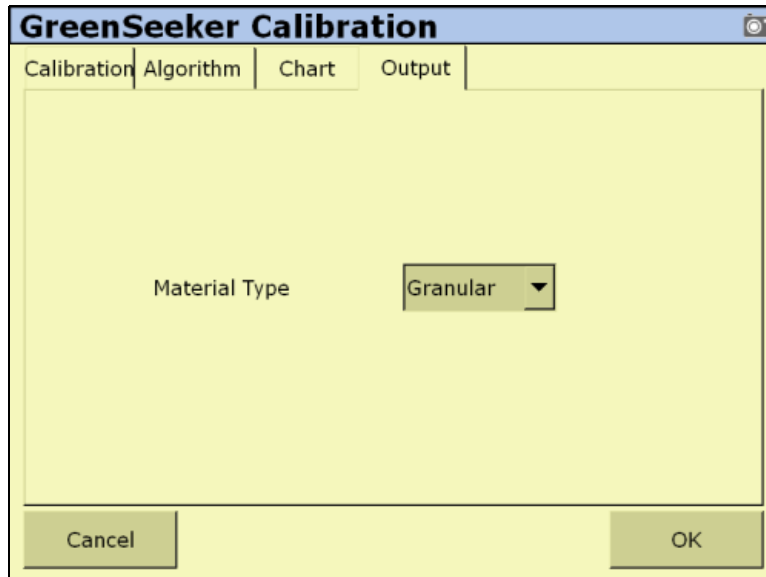 GreenSeeker Calibration
Calibration Algorithm Chart Output
Material Type Granular
Cancel OK